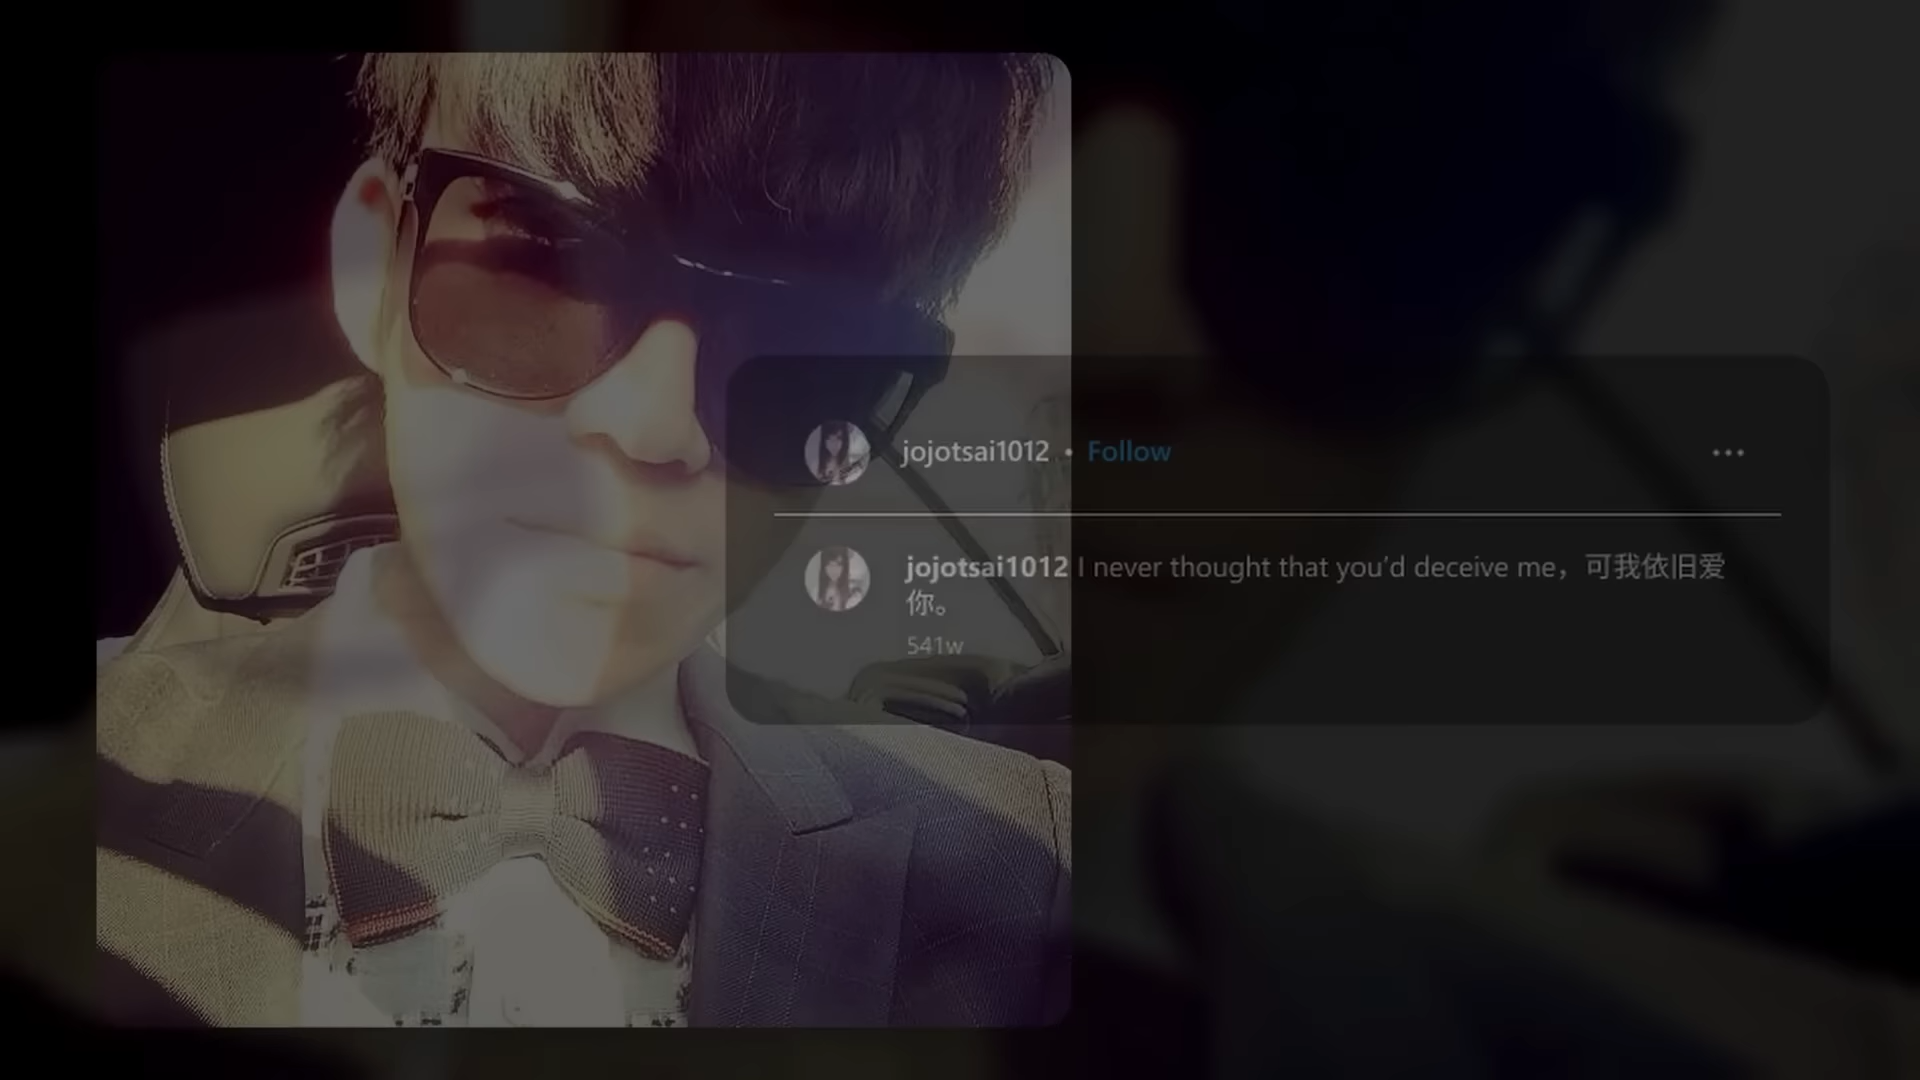 jojotsai1012 • Follow
jojotsai1012 I never thought that you’d deceive me，可我依旧爱
你。
541w